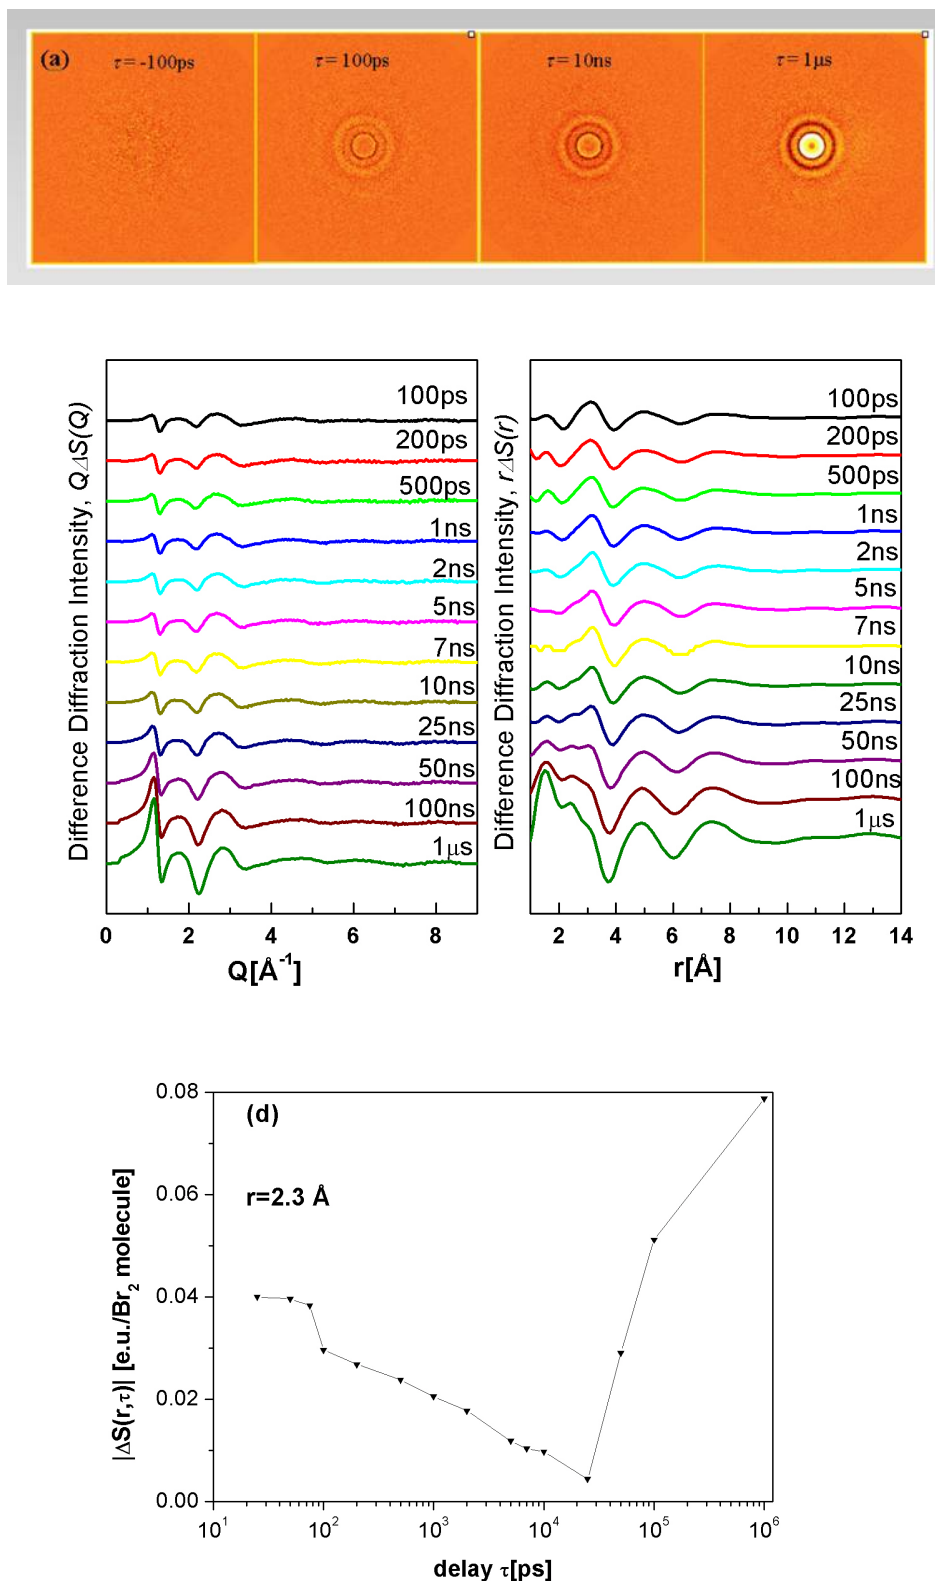 (a)
τ = -100ps
τ = 100ps
τ = 10ns
τ = 1μs
Difference Diffraction Intensity, QΔS(Q)
100ps
200ps
500ps
1ns
2ns
5ns
7ns
10ns
25ns
50ns
100ns
1μs
0 2 4 6 8
Q[Å⁻¹]
Difference Diffraction Intensity, rΔS(r)
100ps
200ps
500ps
1ns
2ns
5ns
7ns
10ns
25ns
50ns
100ns
1μs
2 4 6 8 10 12 14
r[Å]
(d)
r=2.3 Å
|ΔS(r,τ)| [e.u./Br₂ molecule]
0.08
0.06
0.04
0.02
0.00
10¹ 10² 10³ 10⁴ 10⁵ 10⁶
delay τ[ps]